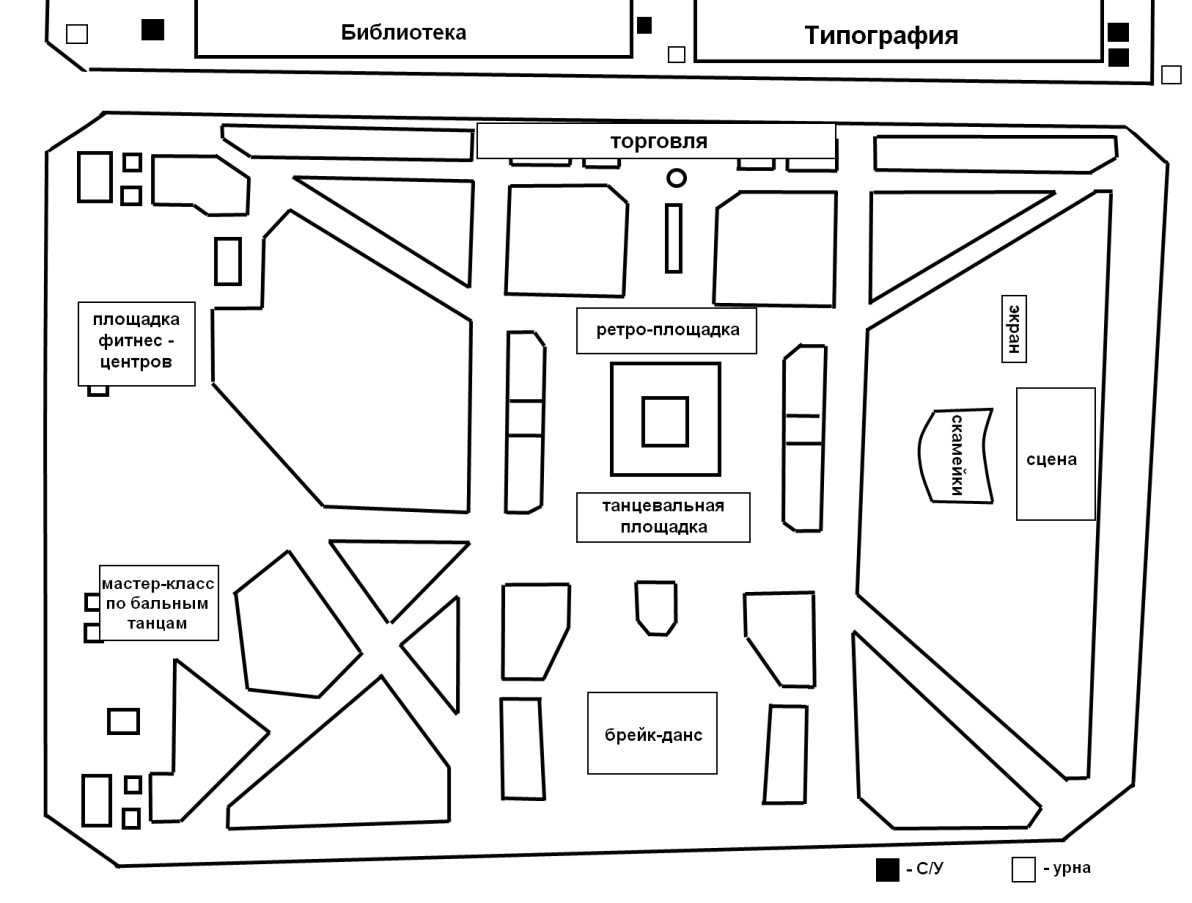 Библиотека
Типография
торговля
площадка
фитнес -
центров
ретро-площадка
экран
скамейки
сцена
танцевальная
площадка
мастер-класс
по бальным
танцам
брейк-данс
- С/У
- урна